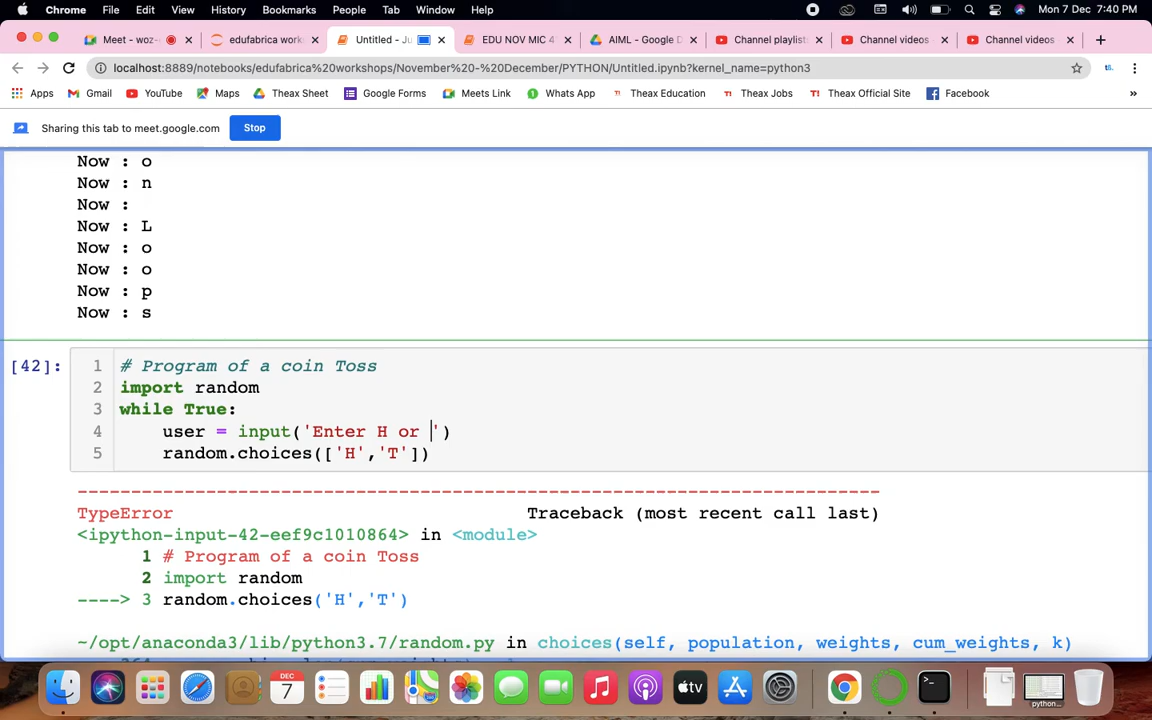 Chrome File Edit View History Bookmarks People Tab Window Help Mon 7 Dec 7:40 PM
Meet - woz- edufabrica work Untitled - Ju EDU NOV MIC 4 AIML - Google D Channel playlist Channel videos Channel videos
localhost:8889/notebooks/edufabrica%20workshops/November%20-%20December/PYTHON/Untitled.ipynb?kernel_name=python3
Apps Gmail YouTube Maps Theax Sheet Google Forms Meets Link Whats App Theax Education Theax Jobs Theax Official Site Facebook »
Sharing this tab to meet.google.com Stop
Now : o
Now : n
Now :
Now : L
Now : o
Now : o
Now : p
Now : s
[42]: 1 # Program of a coin Toss
2 import random
3 while True:
4 user = input('Enter H or ')
5 random.choices(['H','T'])
---------------------------------------------------------------------------
TypeError Traceback (most recent call last)
<ipython-input-42-eef9c1010864> in <module>
1 # Program of a coin Toss
2 import random
----> 3 random.choices('H','T')
~/opt/anaconda3/lib/python3.7/random.py in choices(self, population, weights, cum_weights, k)
DEC
7
tv
python